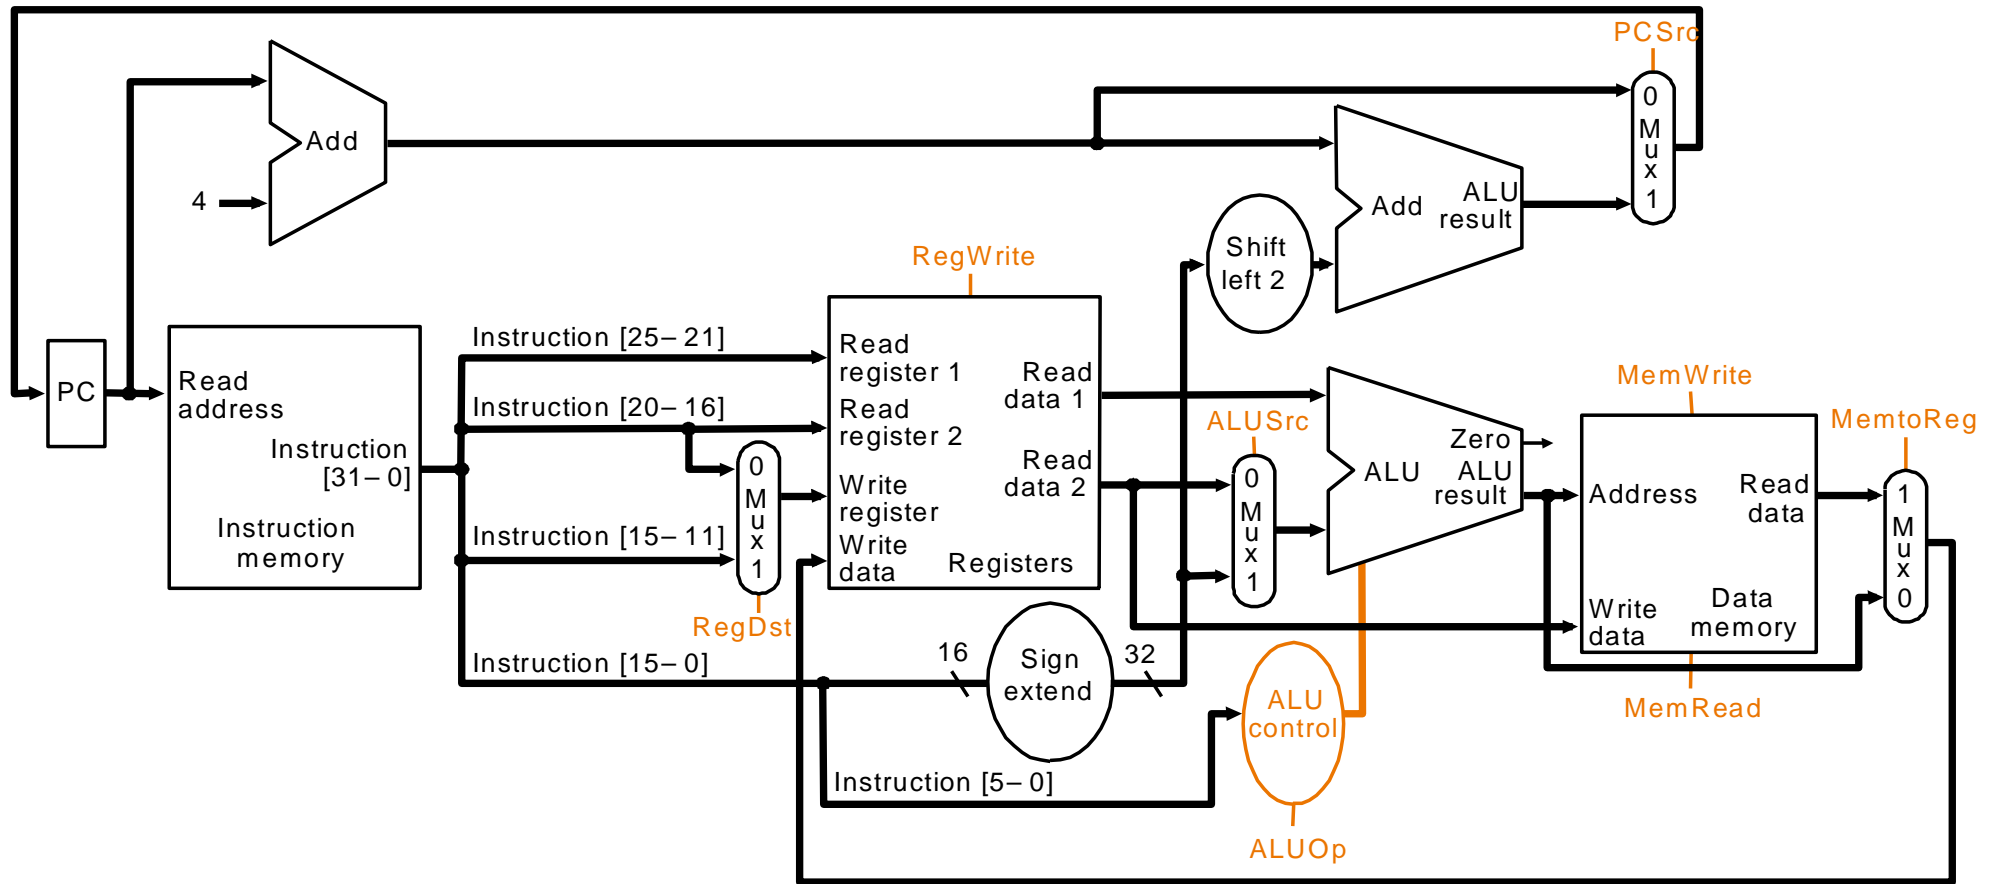 PCSrc
0
M
u
x
1
Add
4
Add
ALU
result
Shift
left 2
RegWrite
PC
Read
address
Instruction
[31–0]
Instruction
memory
Instruction [25–21]
Instruction [20–16]
Instruction [15–11]
Instruction [15–0]
0
M
u
x
1
RegDst
Read
register 1
Read
register 2
Write
register
Write
data
Read
data 1
Read
data 2
Registers
16
Sign
extend
32
Instruction [5–0]
ALUSrc
0
M
u
x
1
Zero
ALU
ALU
result
ALU
control
ALUOp
MemWrite
Address
Read
data
Write
data
Data
memory
MemRead
MemtoReg
1
M
u
x
0